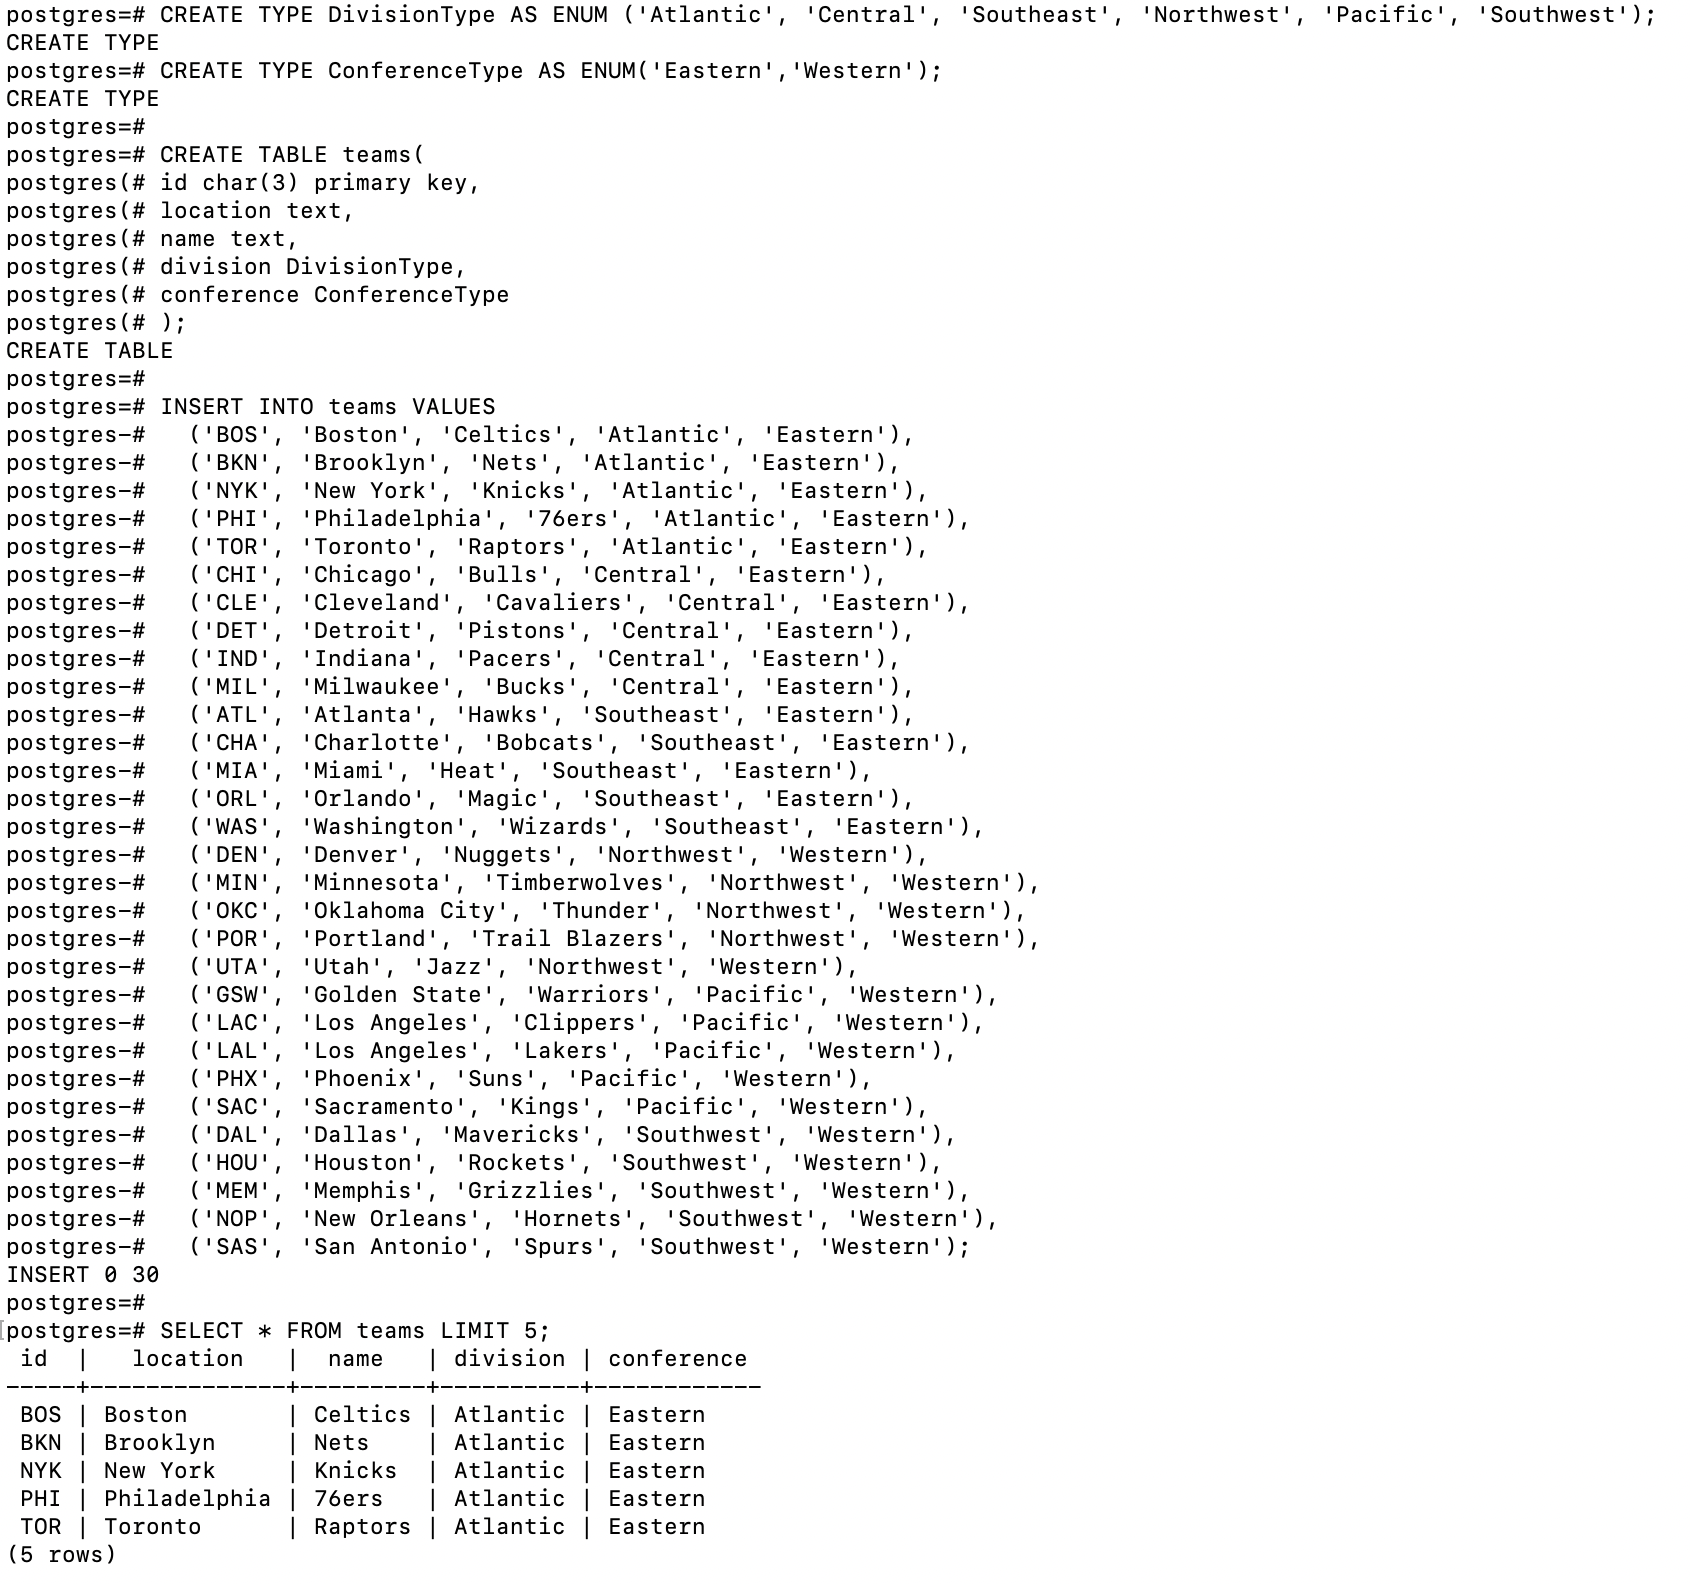 postgres=# CREATE TYPE DivisionType AS ENUM ('Atlantic', 'Central', 'Southeast', 'Northwest', 'Pacific', 'Southwest');
CREATE TYPE
postgres=# CREATE TYPE ConferenceType AS ENUM('Eastern','Western');
CREATE TYPE
postgres=#
postgres=# CREATE TABLE teams(
postgres(# id char(3) primary key,
postgres(# location text,
postgres(# name text,
postgres(# division DivisionType,
postgres(# conference ConferenceType
postgres(# );
CREATE TABLE
postgres=#
postgres=# INSERT INTO teams VALUES
postgres-#   ('BOS', 'Boston', 'Celtics', 'Atlantic', 'Eastern'),
postgres-#   ('BKN', 'Brooklyn', 'Nets', 'Atlantic', 'Eastern'),
postgres-#   ('NYK', 'New York', 'Knicks', 'Atlantic', 'Eastern'),
postgres-#   ('PHI', 'Philadelphia', '76ers', 'Atlantic', 'Eastern'),
postgres-#   ('TOR', 'Toronto', 'Raptors', 'Atlantic', 'Eastern'),
postgres-#   ('CHI', 'Chicago', 'Bulls', 'Central', 'Eastern'),
postgres-#   ('CLE', 'Cleveland', 'Cavaliers', 'Central', 'Eastern'),
postgres-#   ('DET', 'Detroit', 'Pistons', 'Central', 'Eastern'),
postgres-#   ('IND', 'Indiana', 'Pacers', 'Central', 'Eastern'),
postgres-#   ('MIL', 'Milwaukee', 'Bucks', 'Central', 'Eastern'),
postgres-#   ('ATL', 'Atlanta', 'Hawks', 'Southeast', 'Eastern'),
postgres-#   ('CHA', 'Charlotte', 'Bobcats', 'Southeast', 'Eastern'),
postgres-#   ('MIA', 'Miami', 'Heat', 'Southeast', 'Eastern'),
postgres-#   ('ORL', 'Orlando', 'Magic', 'Southeast', 'Eastern'),
postgres-#   ('WAS', 'Washington', 'Wizards', 'Southeast', 'Eastern'),
postgres-#   ('DEN', 'Denver', 'Nuggets', 'Northwest', 'Western'),
postgres-#   ('MIN', 'Minnesota', 'Timberwolves', 'Northwest', 'Western'),
postgres-#   ('OKC', 'Oklahoma City', 'Thunder', 'Northwest', 'Western'),
postgres-#   ('POR', 'Portland', 'Trail Blazers', 'Northwest', 'Western'),
postgres-#   ('UTA', 'Utah', 'Jazz', 'Northwest', 'Western'),
postgres-#   ('GSW', 'Golden State', 'Warriors', 'Pacific', 'Western'),
postgres-#   ('LAC', 'Los Angeles', 'Clippers', 'Pacific', 'Western'),
postgres-#   ('LAL', 'Los Angeles', 'Lakers', 'Pacific', 'Western'),
postgres-#   ('PHX', 'Phoenix', 'Suns', 'Pacific', 'Western'),
postgres-#   ('SAC', 'Sacramento', 'Kings', 'Pacific', 'Western'),
postgres-#   ('DAL', 'Dallas', 'Mavericks', 'Southwest', 'Western'),
postgres-#   ('HOU', 'Houston', 'Rockets', 'Southwest', 'Western'),
postgres-#   ('MEM', 'Memphis', 'Grizzlies', 'Southwest', 'Western'),
postgres-#   ('NOP', 'New Orleans', 'Hornets', 'Southwest', 'Western'),
postgres-#   ('SAS', 'San Antonio', 'Spurs', 'Southwest', 'Western');
INSERT 0 30
postgres=#
postgres=# SELECT * FROM teams LIMIT 5;
 id  |   location   |  name   | division | conference
-----+--------------+---------+----------+------------
 BOS | Boston       | Celtics | Atlantic | Eastern
 BKN | Brooklyn     | Nets    | Atlantic | Eastern
 NYK | New York     | Knicks  | Atlantic | Eastern
 PHI | Philadelphia | 76ers   | Atlantic | Eastern
 TOR | Toronto      | Raptors | Atlantic | Eastern
(5 rows)